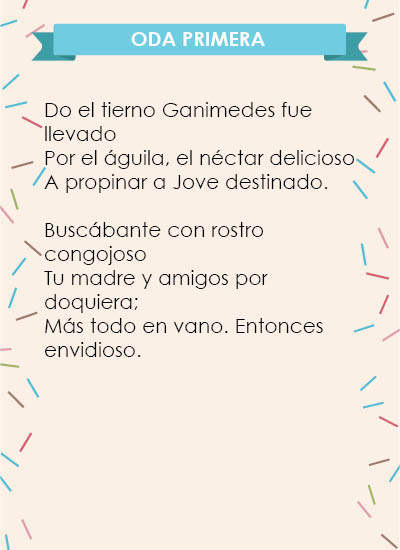 ODA PRIMERA
Do el tierno Ganimedes fue
llevado
Por el águila, el néctar delicioso
A propinar a Jove destinado.
Buscábante con rostro
congojoso
Tu madre y amigos por
doquiera;
Más todo en vano. Entonces
envidioso.